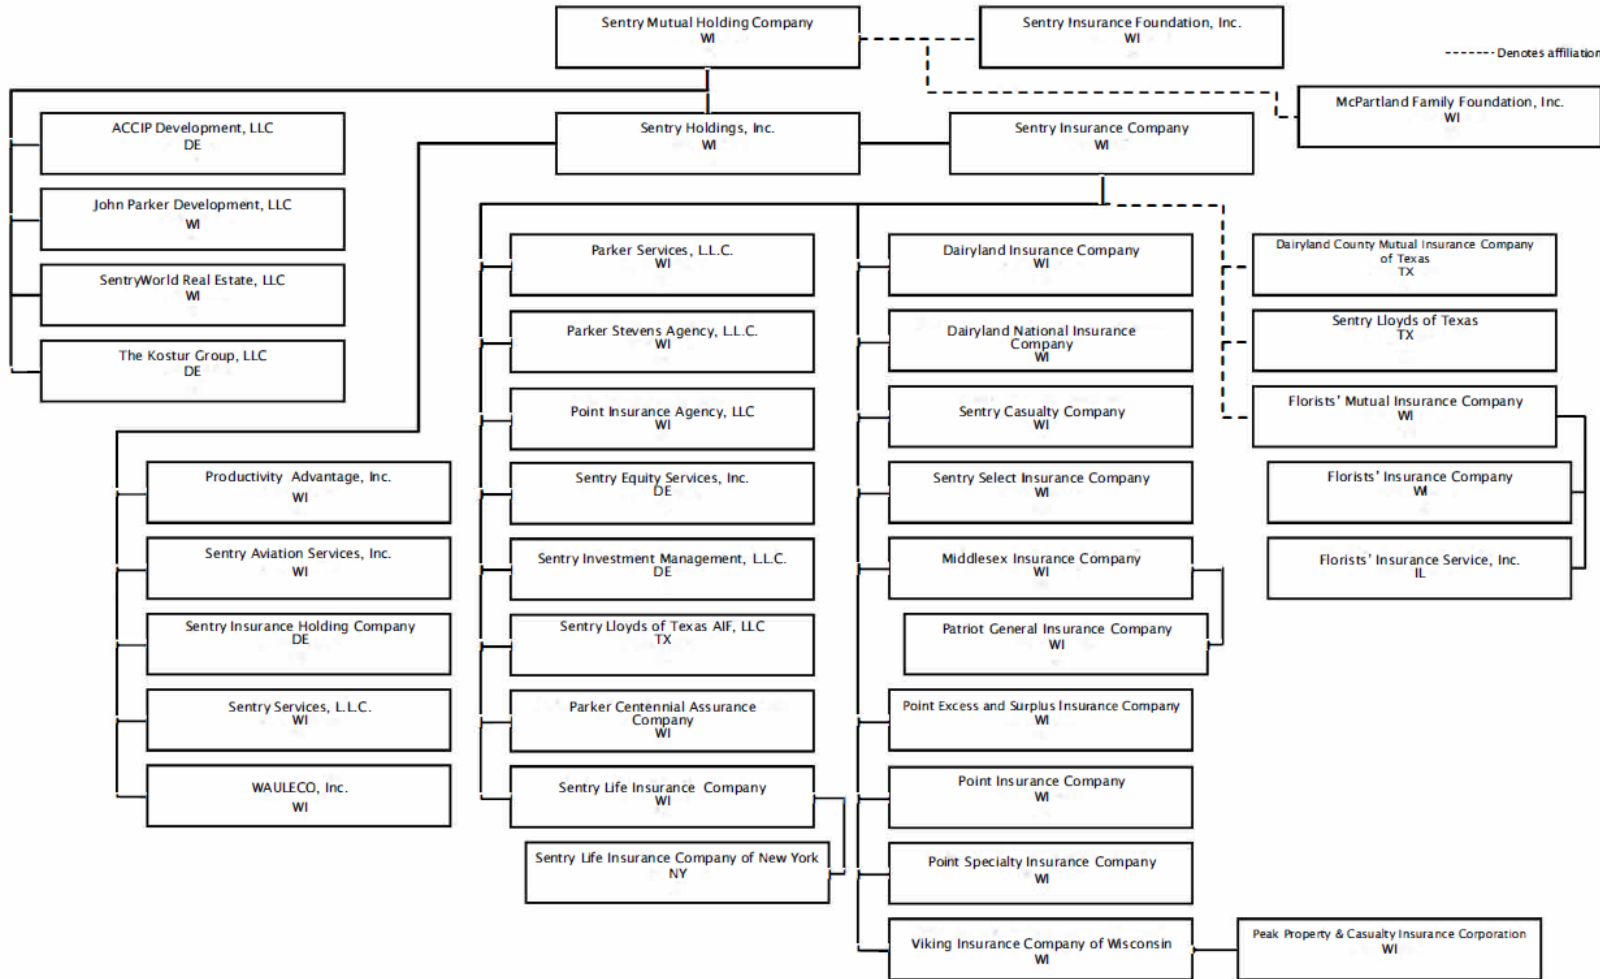 Sentry Mutual Holding Company
WI
Sentry Insurance Foundation, Inc.
WI
------- Denotes affiliation
McPartland Family Foundation, Inc.
WI
ACCIP Development, LLC
DE
Sentry Holdings, Inc.
WI
Sentry Insurance Company
WI
John Parker Development, LLC
WI
SentryWorld Real Estate, LLC
WI
The Kostur Group, LLC
DE
Productivity Advantage, Inc.
WI
Sentry Aviation Services, Inc.
WI
Sentry Insurance Holding Company
DE
Sentry Services, L.L.C.
WI
WAULECO, Inc.
WI
Parker Services, L.L.C.
WI
Parker Stevens Agency, L.L.C.
WI
Point Insurance Agency, LLC
WI
Sentry Equity Services, Inc.
DE
Sentry Investment Management, L.L.C.
DE
Sentry Lloyds of Texas AIF, LLC
TX
Parker Centennial Assurance
Company
WI
Sentry Life Insurance Company
WI
Sentry Life Insurance Company of New York
NY
Dairyland Insurance Company
WI
Dairyland National Insurance
Company
WI
Sentry Casualty Company
WI
Sentry Select Insurance Company
WI
Middlesex Insurance Company
WI
Patriot General Insurance Company
WI
Point Excess and Surplus Insurance Company
WI
Point Insurance Company
WI
Point Specialty Insurance Company
WI
Viking Insurance Company of Wisconsin
WI
Peak Property & Casualty Insurance Corporation
WI
Dairyland County Mutual Insurance Company
of Texas
TX
Sentry Lloyds of Texas
TX
Florists' Mutual Insurance Company
WI
Florists' Insurance Company
WI
Florists' Insurance Service, Inc.
IL